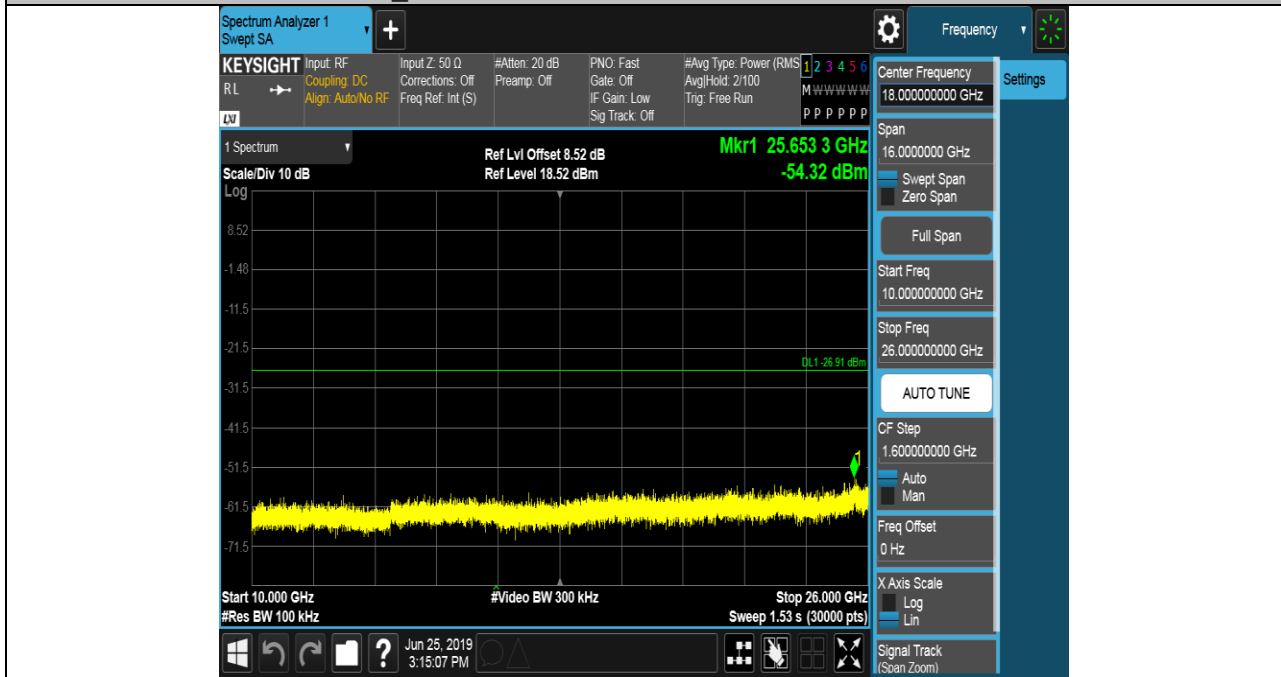 Spectrum Analyzer 1
Swept SA
+
Frequency
KEYSIGHT
RL
LXI
Input: RF
Coupling: DC
Align: Auto/No RF
Input Z: 50 Ω
Corrections: Off
Freq Ref: Int (S)
#Atten: 20 dB
Preamp: Off
PNO: Fast
Gate: Off
IF Gain: Low
Sig Track: Off
#Avg Type: Power (RMS
Avg|Hold: 2/100
Trig: Free Run
1 2 3 4 5 6
M W W W W W
P P P P P P
1 Spectrum
Scale/Div 10 dB
Log
Ref Lvl Offset 8.52 dB
Ref Level 18.52 dBm
Mkr1 25.653 3 GHz
-54.32 dBm
8.52
-1.48
-11.5
-21.5
DL1 -26.91 dBm
-31.5
-41.5
-51.5
1
-61.5
-71.5
Start 10.000 GHz
#Video BW 300 kHz
Stop 26.000 GHz
#Res BW 100 kHz
Sweep 1.53 s (30000 pts)
?
Jun 25, 2019
3:15:07 PM
Center Frequency
18.000000000 GHz
Settings
Span
16.0000000 GHz
Swept Span
Zero Span
Full Span
Start Freq
10.000000000 GHz
Stop Freq
26.000000000 GHz
AUTO TUNE
CF Step
1.600000000 GHz
Auto
Man
Freq Offset
0 Hz
X Axis Scale
Log
Lin
Signal Track
(Span Zoom)